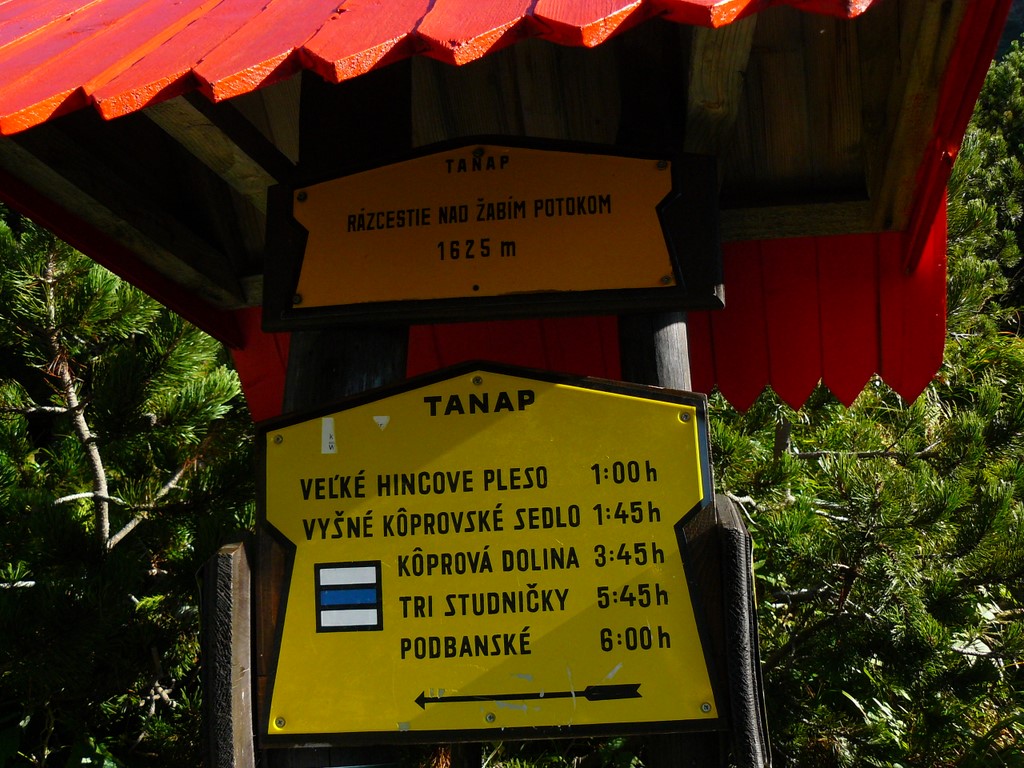 TANAP
RÁZCESTIE NAD ŽABÍM POTOKOM
1625 m
TANAP
VEĽKÉ HINCOVE PLESO 1:00 h
VYŠNÉ KÔPROVSKÉ SEDLO 1:45 h
KÔPROVÁ DOLINA 3:45 h
TRI STUDNIČKY 5:45 h
PODBANSKÉ 6:00 h